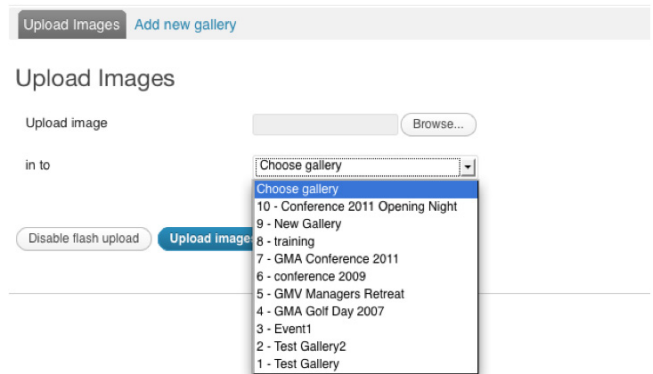 Upload Images Add new gallery
Upload Images
Upload image Browse...
in to Choose gallery
Choose gallery
10 - Conference 2011 Opening Night
9 - New Gallery
8 - training
7 - GMA Conference 2011
6 - conference 2009
5 - GMV Managers Retreat
4 - GMA Golf Day 2007
3 - Event1
2 - Test Gallery2
1 - Test Gallery
Disable flash upload Upload image